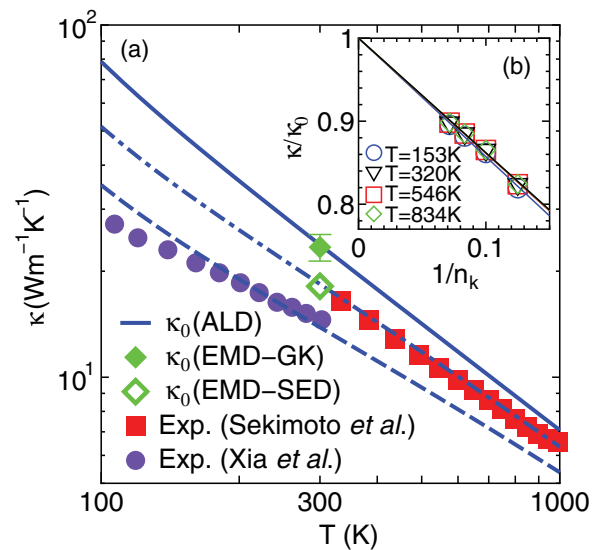 10²
(a)
κ(Wm⁻¹K⁻¹)
10¹
100
300
1000
T (K)
κ₀(ALD)
κ₀(EMD−GK)
κ₀(EMD−SED)
Exp. (Sekimoto et al.)
Exp. (Xia et al.)
(b)
κ/κ₀
1
0.9
0.8
T=153K
T=320K
T=546K
T=834K
0
0.1
1/nₖ